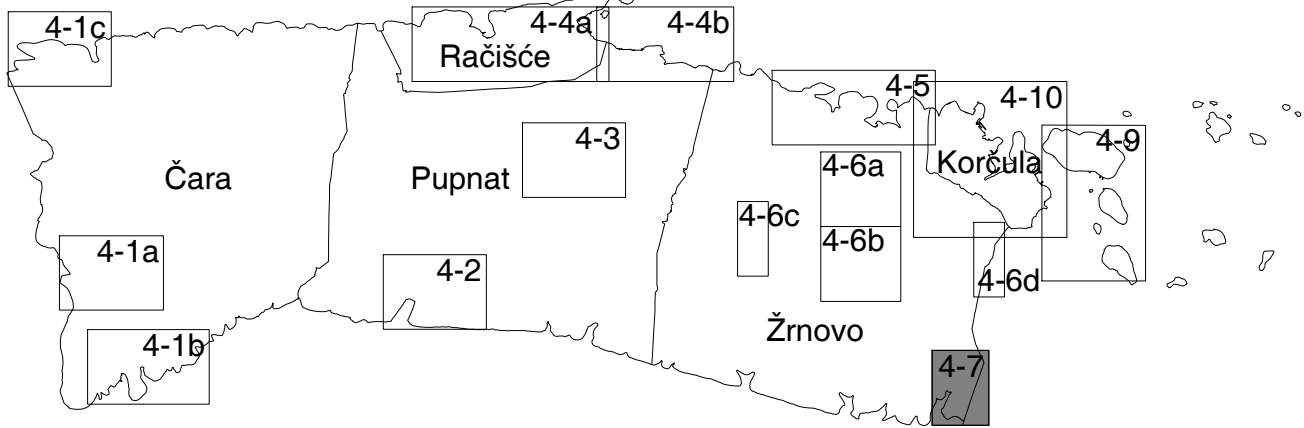 4-1c
4-4a
4-4b
Račišće
4-5
4-10
4-3
4-9
Čara
Pupnat
4-6a
Korčula
4-6c
4-1a
4-2
4-6b
4-6d
4-1b
Žrnovo
4-7